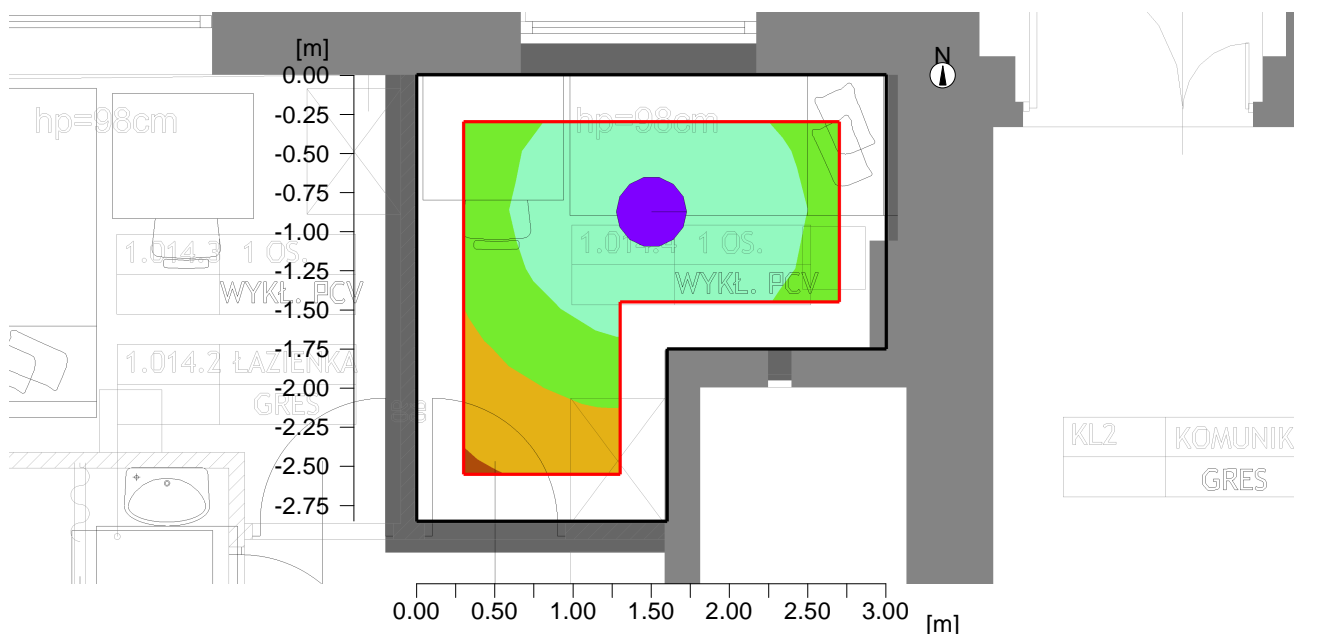 [m]
N
0.00
-0.25
-0.50
-0.75
-1.00
-1.25
-1.50
-1.75
-2.00
-2.25
-2.50
-2.75
hp=98cm
hp=98cm
1.014.3 1 OS.
WYKŁ. PCV
1.014.4 1 OS.
WYKŁ. PCV
1.014.2 ŁAZIENKA
GRES
KL2 KOMUNIK
GRES
0.00 0.50 1.00 1.50 2.00 2.50 3.00
[m]